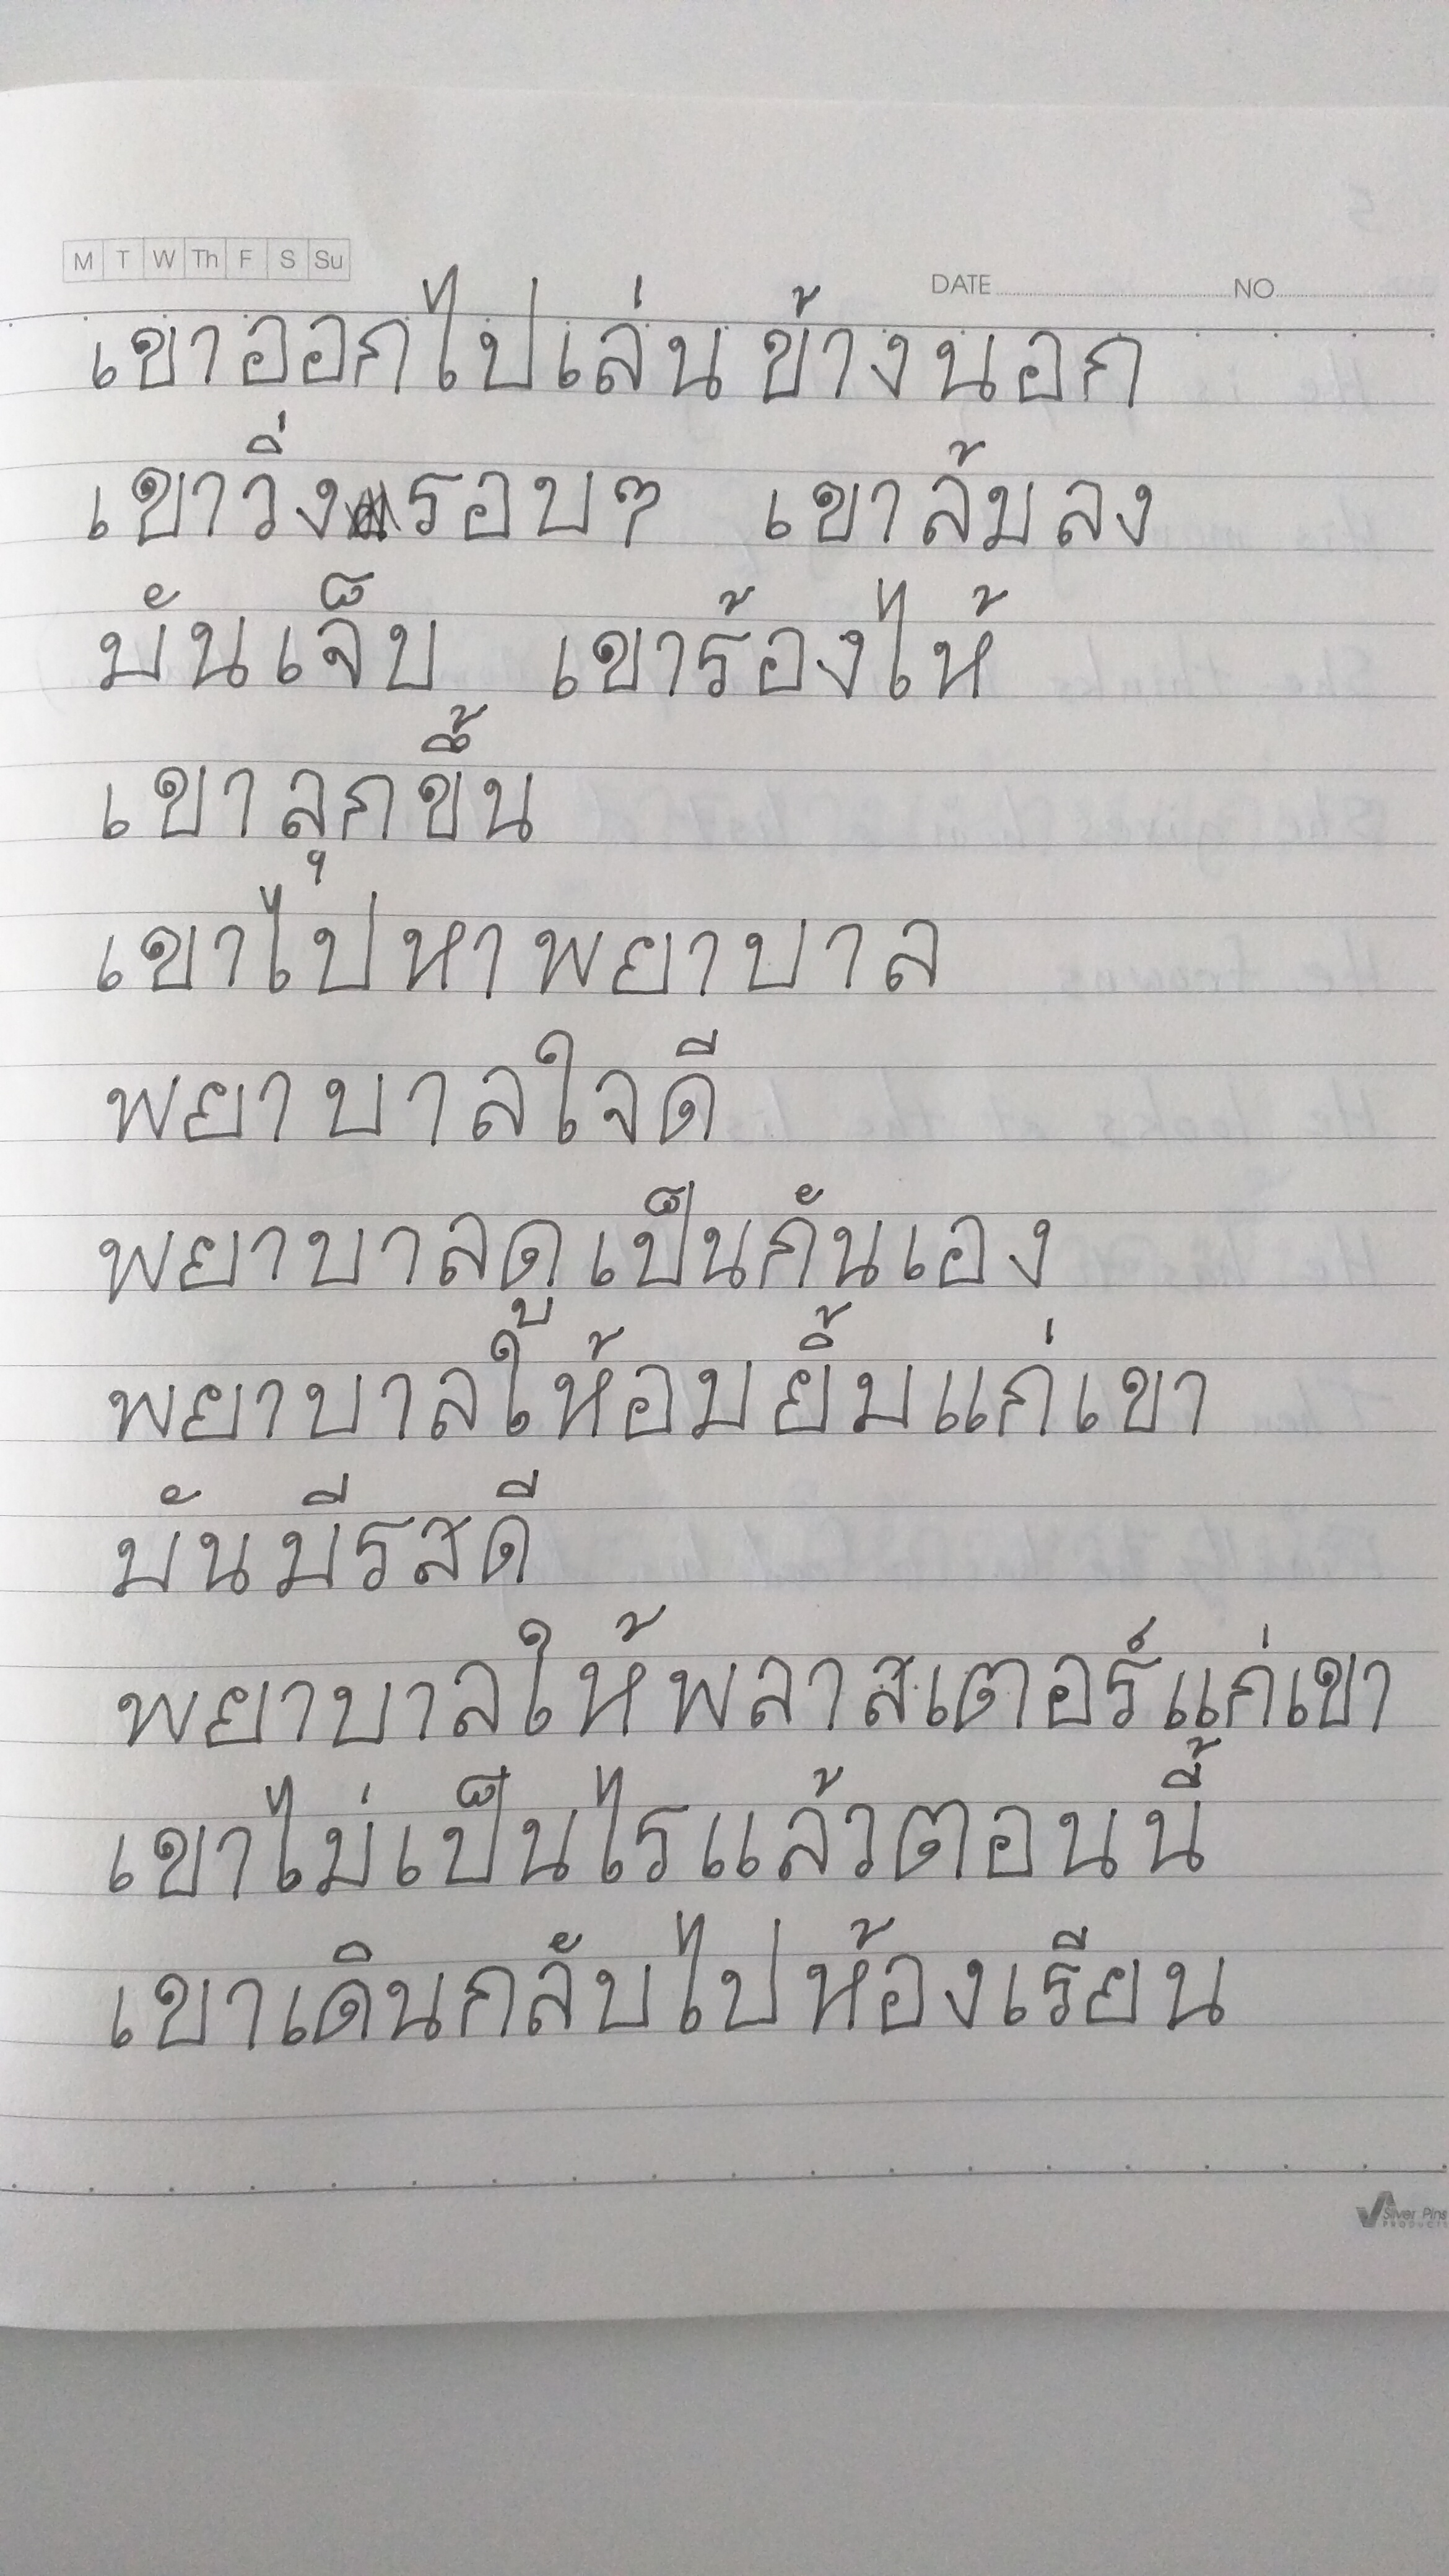 M T W Th F S Su
DATE NO
เขาออกไปเล่นข้างนอก
เขาวิ่งรอบๆ เขาล้มลง
มันเจ็บ เขาร้องไห้
เขาลุกขึ้น
เขาไปหาพยาบาล
พยาบาลใจดี
พยาบาลดูเป็นกันเอง
พยาบาลให้อมยิ้มแก่เขา
มันมีรสดี
พยาบาลให้พลาสเตอร์แก่เขา
เขาไม่เป็นไรแล้วตอนนี้
เขาเดินกลับไปห้องเรียน
Silver Pins